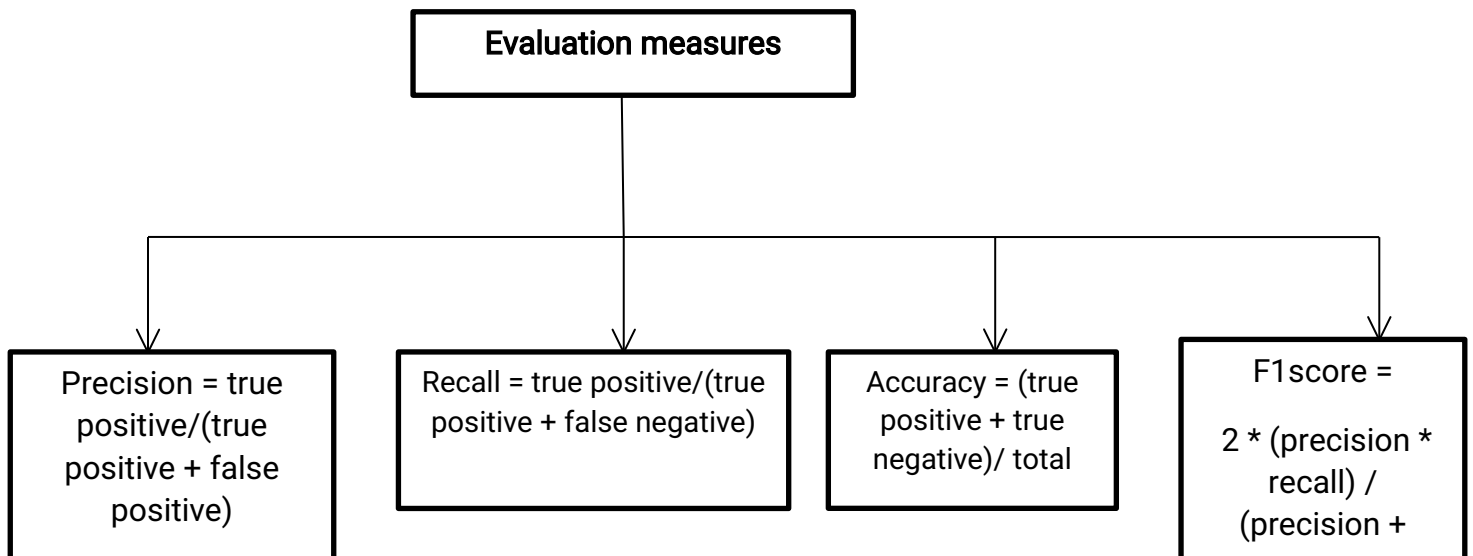 Evaluation measures
Precision = true
positive/(true
positive + false
positive)
Recall = true positive/(true
positive + false negative)
Accuracy = (true
positive + true
negative)/ total
F1score =
2 * (precision *
recall) /
(precision +